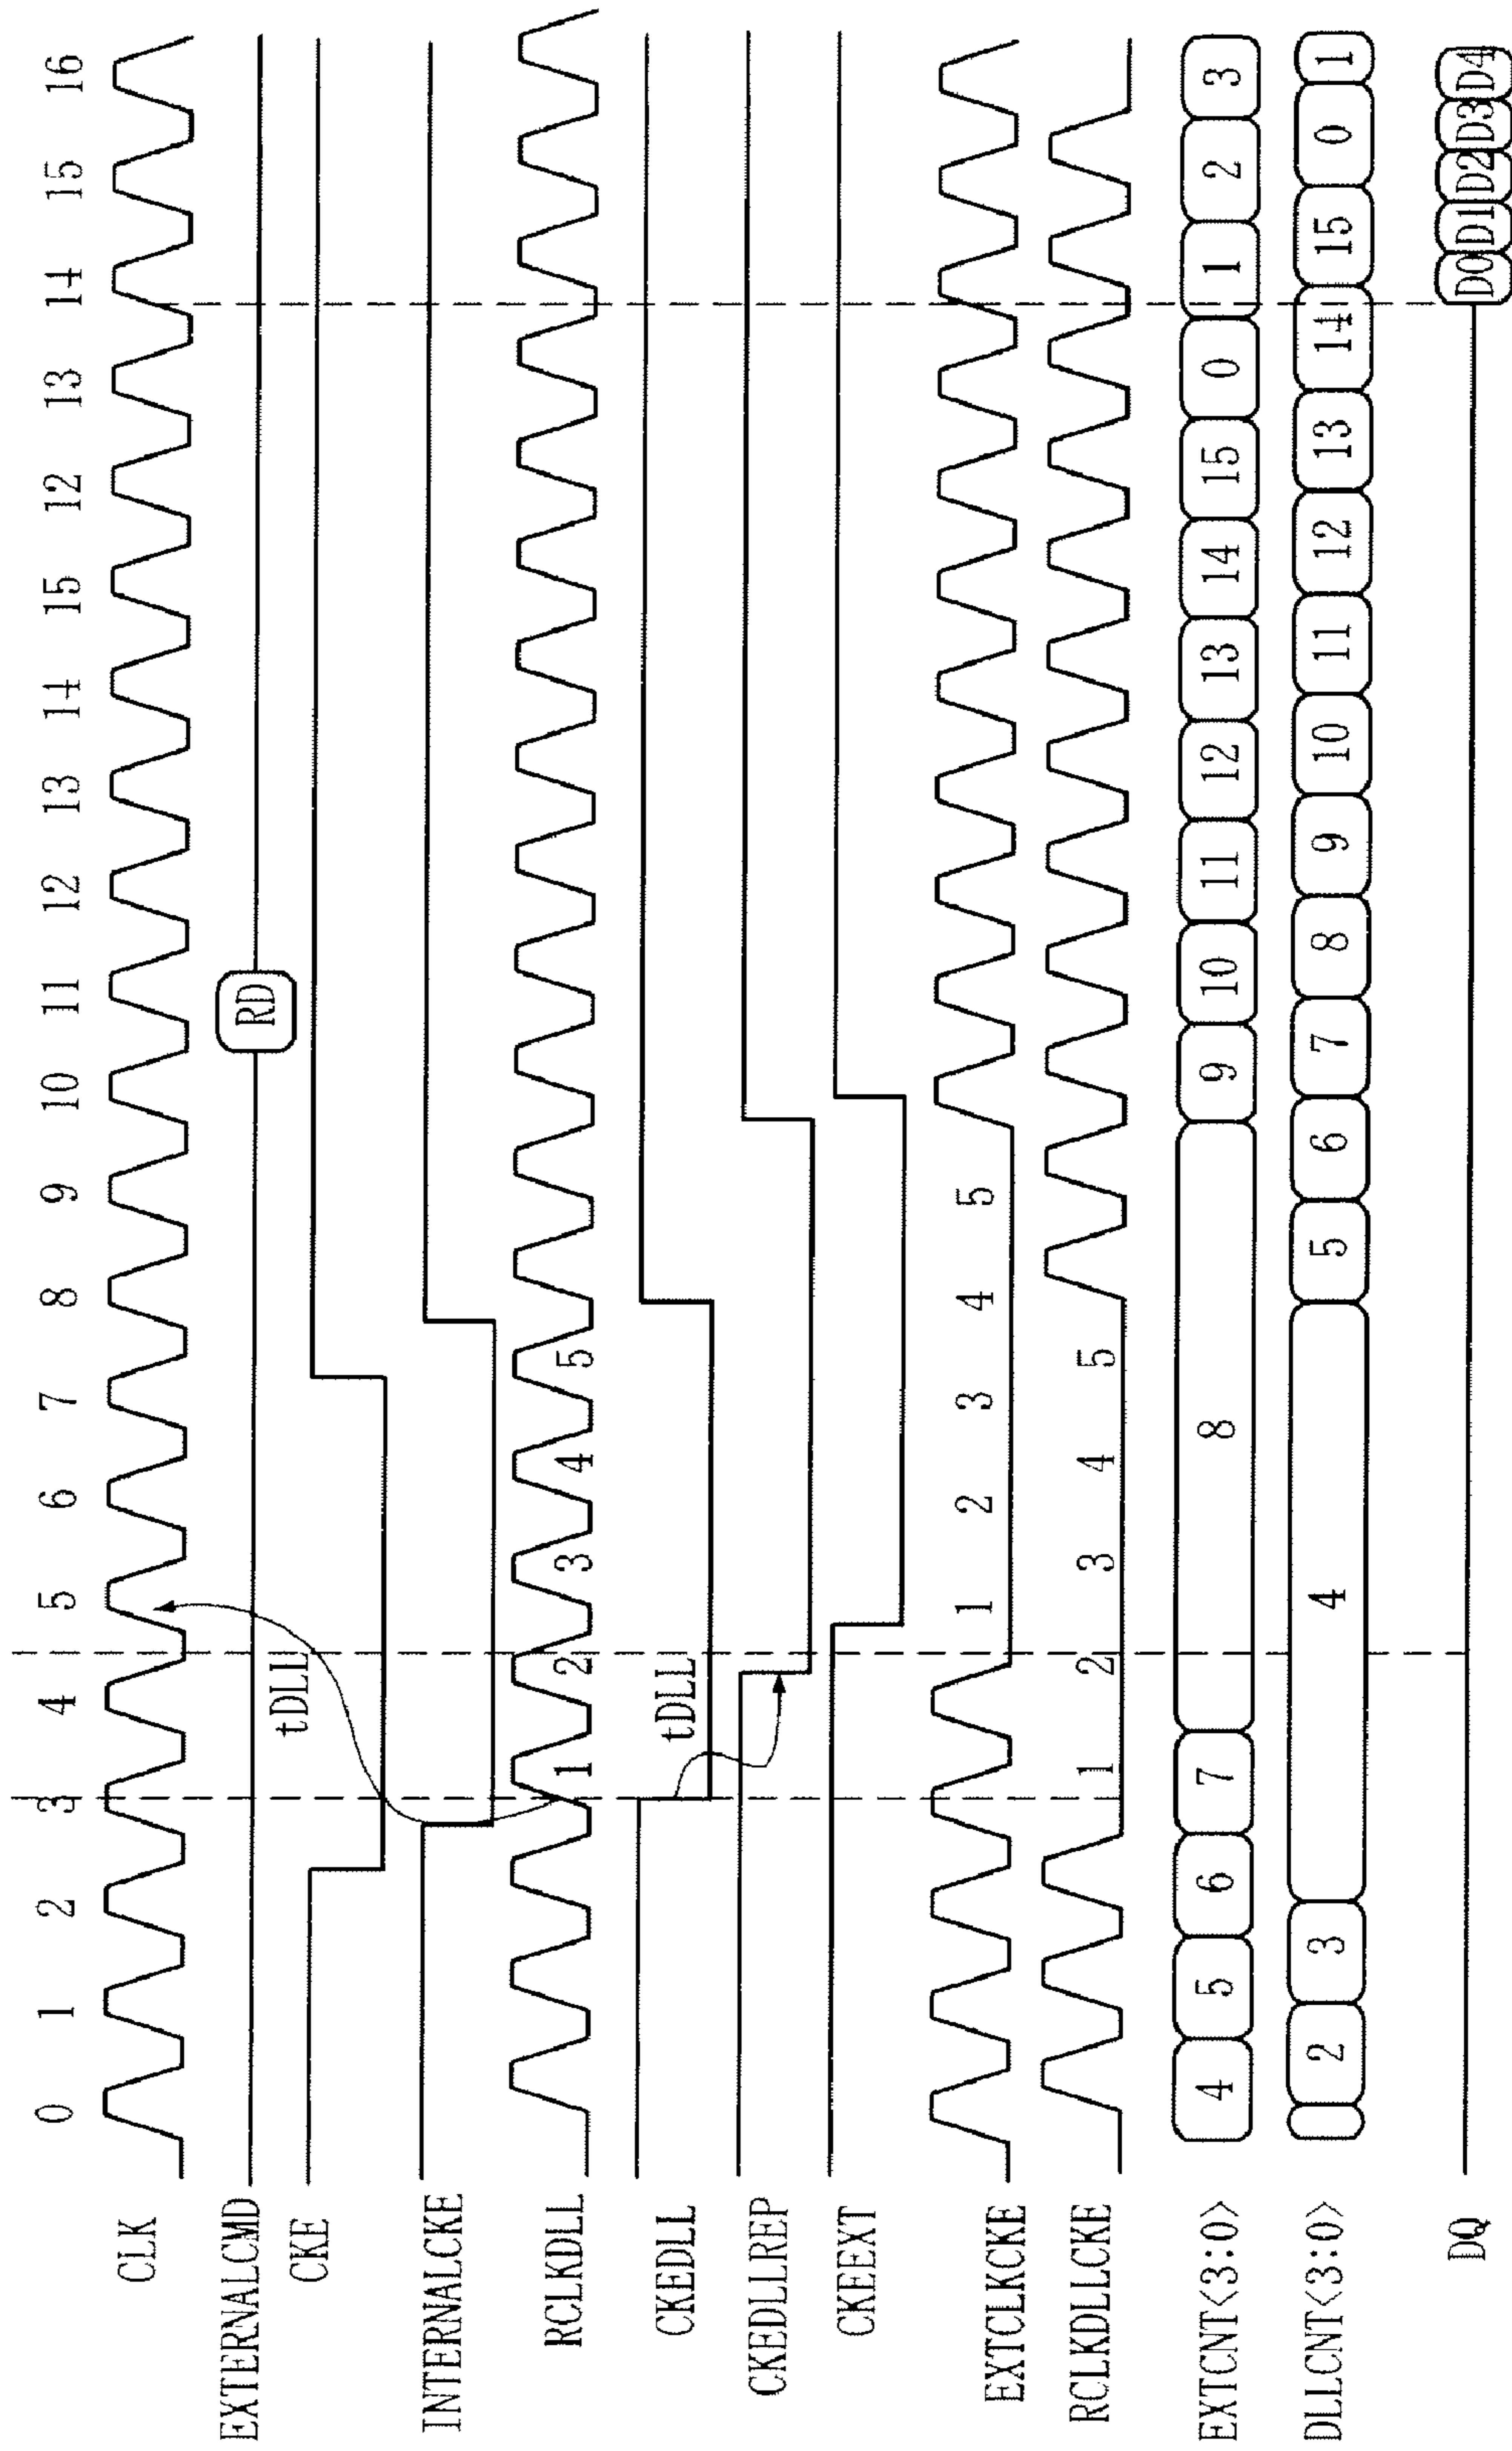 0 1 2 3 4 5 6 7 8 9 10 11 12 13 14 15 12 13 14 15 16
CLK
EXTERNALCMD RD
CKE tDLL
INTERNALCKE
RCLKDLL 1 2 3 4 5
CKEDLL tDLL
CKEDLLREP
CKEEXT
EXTCLKCKE 1 2 3 4 5
RCLKDLLCKE 1 2 3 4 5
EXTCNT<3:0> 4 5 6 7 8 9 10 11 12 13 14 15 0 1 2 3
DLLCNT<3:0> 2 3 4 5 6 7 8 9 10 11 12 13 14 15 0 1
DQ D0 D1 D2 D3 D4